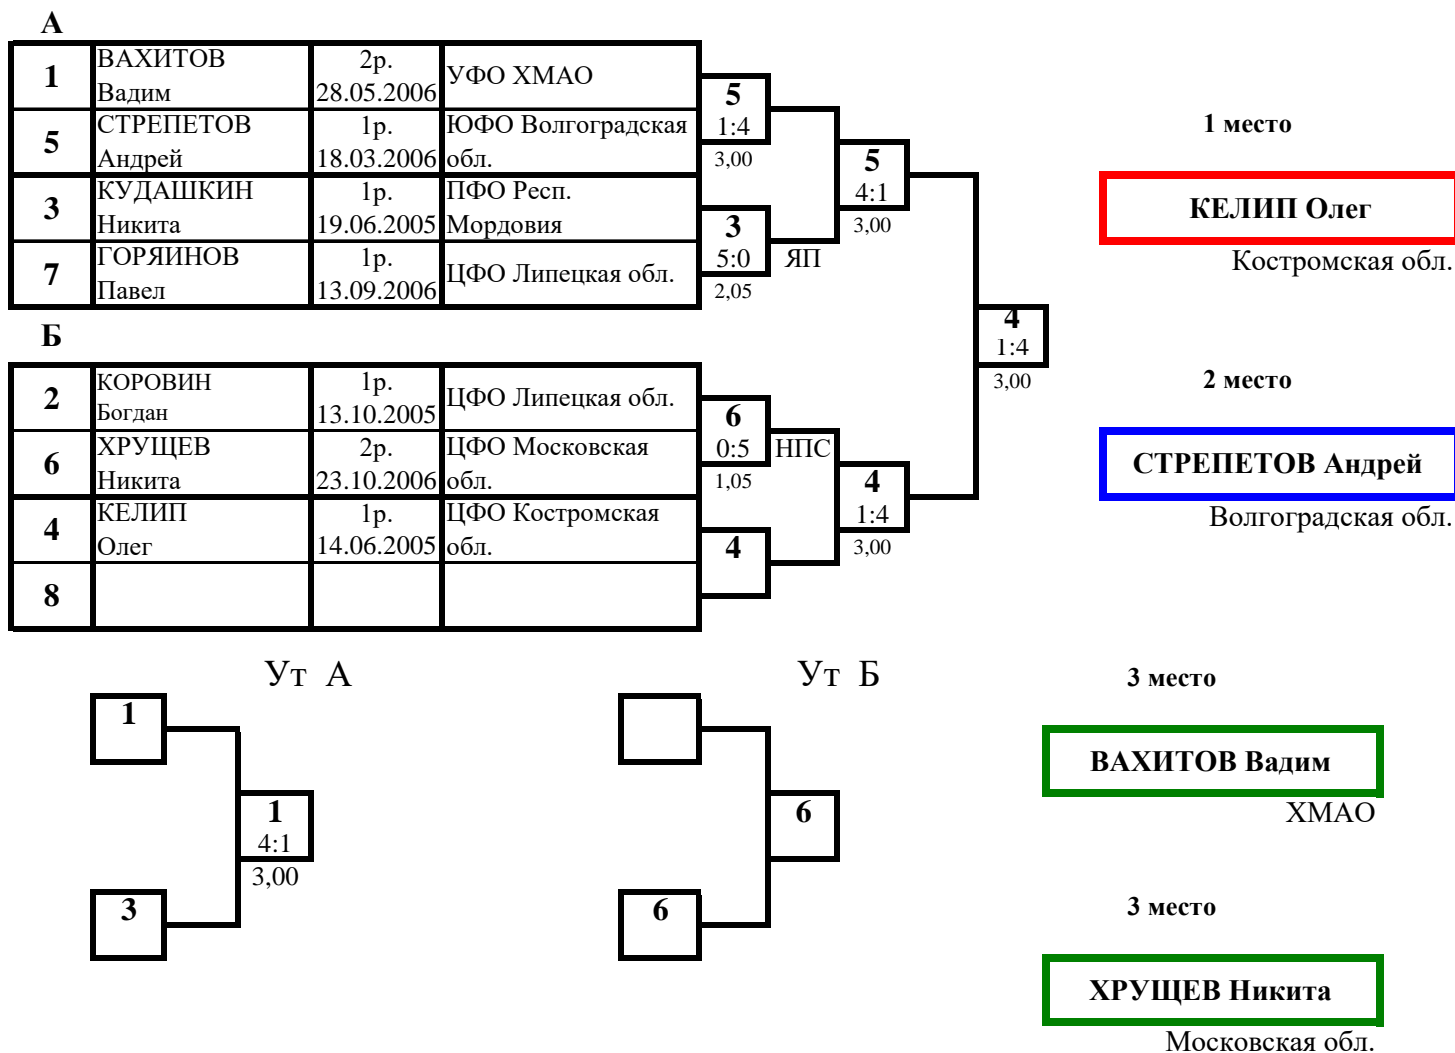 А
1
ВАХИТОВ
Вадим
2р.
28.05.2006
УФО ХМАО
5
СТРЕПЕТОВ
Андрей
1р.
18.03.2006
ЮФО Волгоградская
обл.
3
КУДАШКИН
Никита
1р.
19.06.2005
ПФО Респ.
Мордовия
7
ГОРЯИНОВ
Павел
1р.
13.09.2006
ЦФО Липецкая обл.
5
1:4
3,00
3
5:0
2,05
ЯП
5
4:1
3,00
Б
2
КОРОВИН
Богдан
1р.
13.10.2005
ЦФО Липецкая обл.
6
ХРУЩЕВ
Никита
2р.
23.10.2006
ЦФО Московская
обл.
4
КЕЛИП
Олег
1р.
14.06.2005
ЦФО Костромская
обл.
8
6
0:5
1,05
НПС
4
4
1:4
3,00
4
1:4
3,00
1 место
КЕЛИП Олег
Костромская обл.
2 место
СТРЕПЕТОВ Андрей
Волгоградская обл.
Ут А
1
3
1
4:1
3,00
Ут Б
6
6
3 место
ВАХИТОВ Вадим
ХМАО
3 место
ХРУЩЕВ Никита
Московская обл.